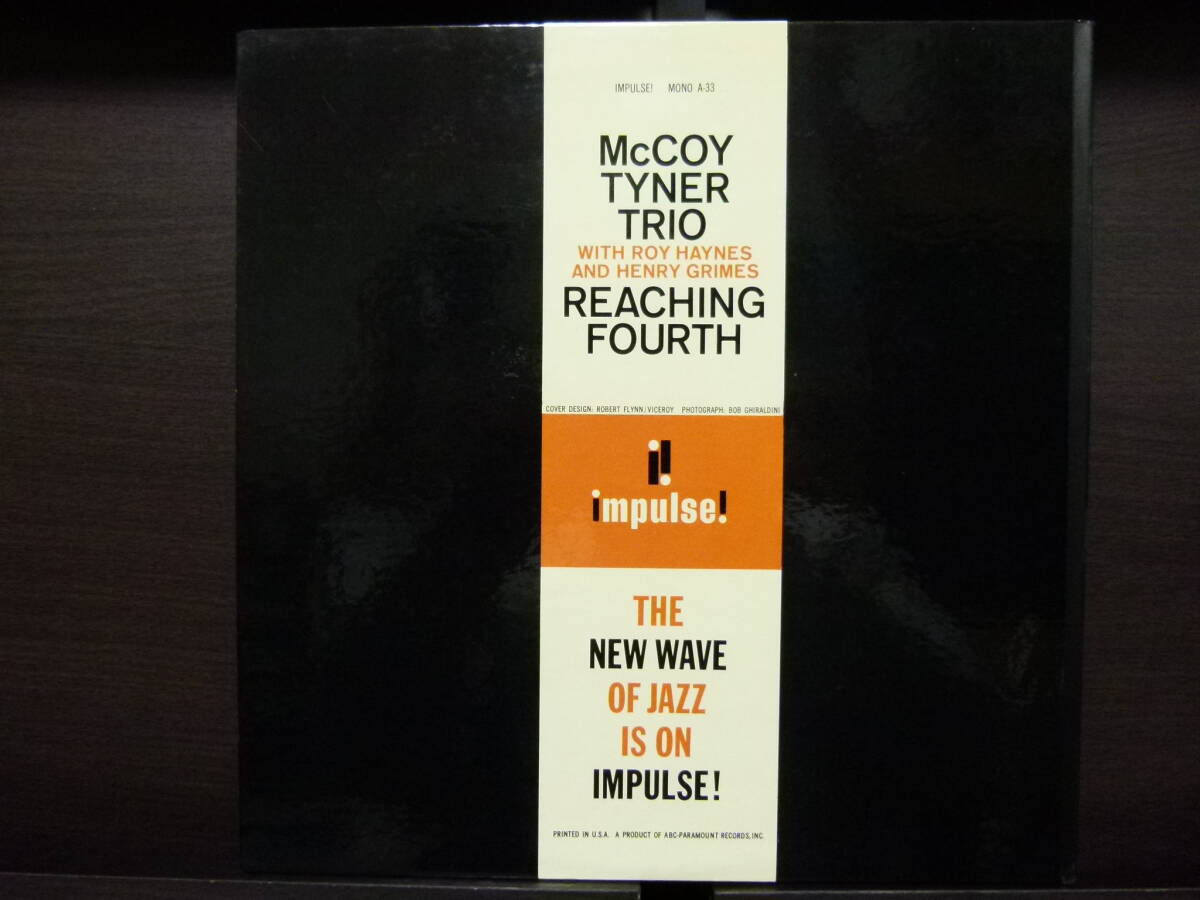 IMPULSE! MONO A-33
McCOY
TYNER
TRIO
WITH ROY HAYNES
AND HENRY GRIMES
REACHING
FOURTH
COVER DESIGN: ROBERT FLYNN/VICEROY PHOTOGRAPH: BOB GHIRALDINI
i!
impulse!
THE
NEW WAVE
OF JAZZ
IS ON
IMPULSE!
PRINTED IN U.S.A. A PRODUCT OF ABC-PARAMOUNT RECORDS, INC.